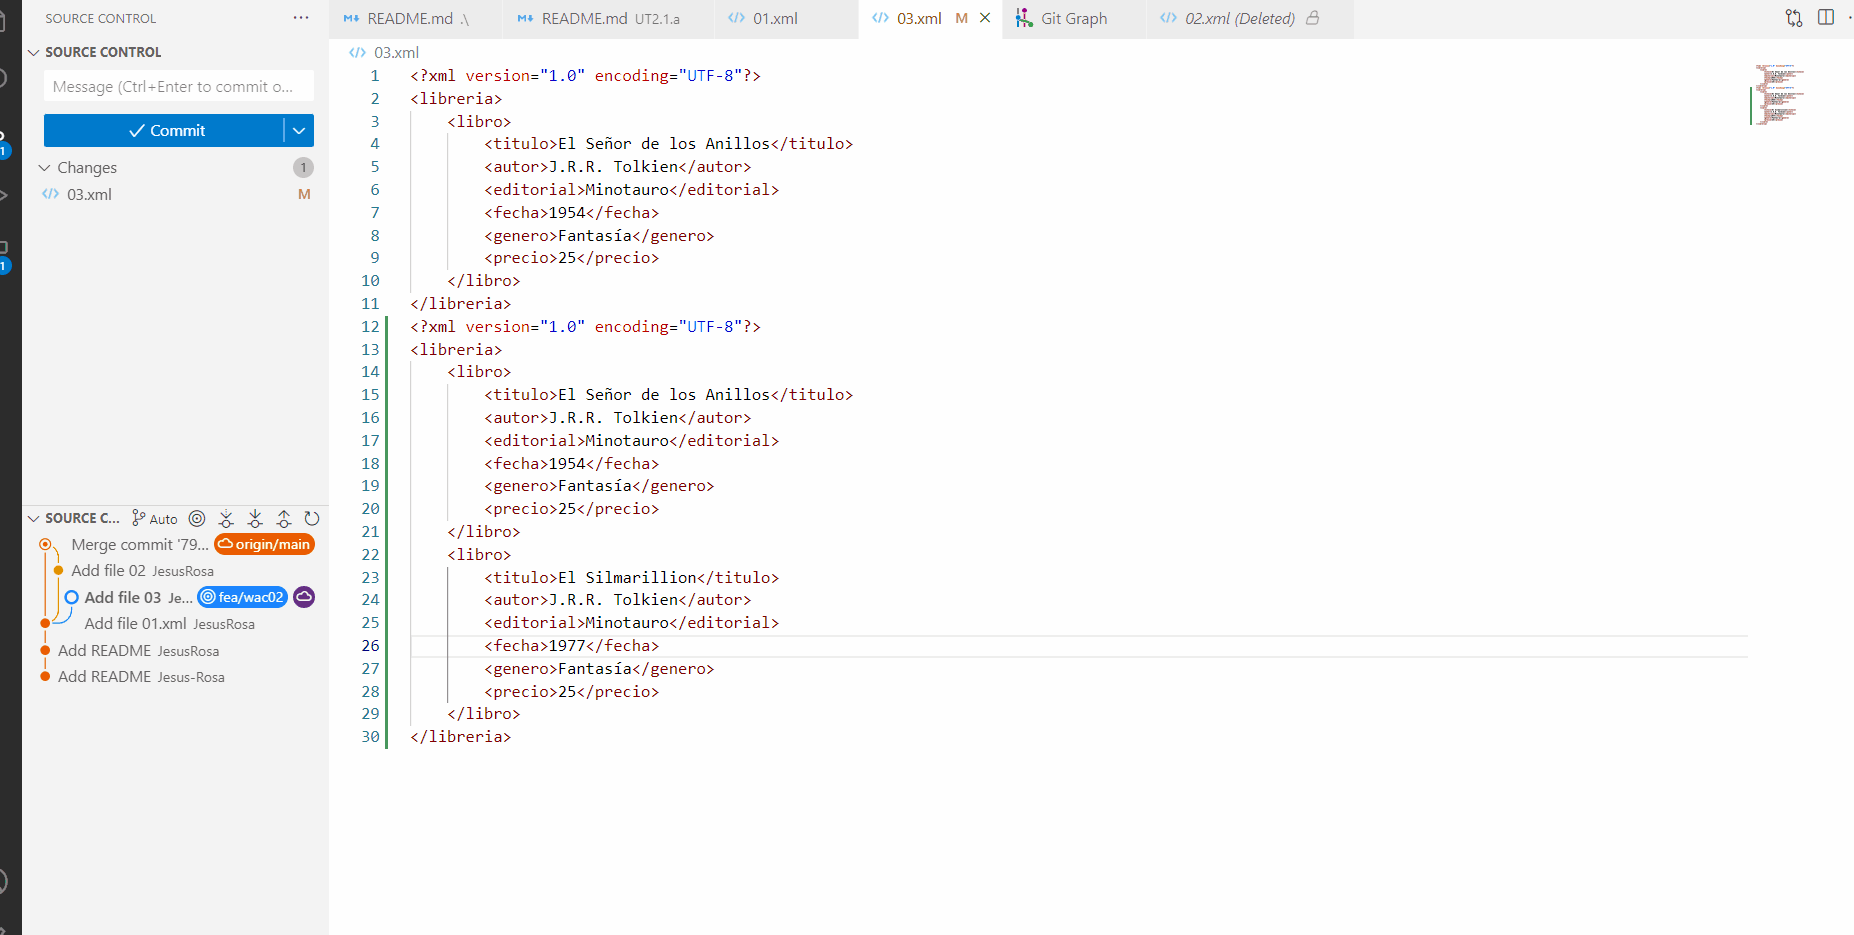 SOURCE CONTROL ···
SOURCE CONTROL
Message (Ctrl+Enter to commit o...
Commit
Changes 1
03.xml M
SOURCE C... Auto
Merge commit '79... origin/main
Add file 02 JesusRosa
Add file 03 Je... fea/wac02
Add file 01.xml JesusRosa
Add README JesusRosa
Add README Jesus-Rosa
1
1
README.md .\ README.md UT2.1.a 01.xml 03.xml M Git Graph 02.xml (Deleted)
03.xml
1 <?xml version="1.0" encoding="UTF-8"?>
2 <libreria>
3 <libro>
4 <titulo>El Señor de los Anillos</titulo>
5 <autor>J.R.R. Tolkien</autor>
6 <editorial>Minotauro</editorial>
7 <fecha>1954</fecha>
8 <genero>Fantasía</genero>
9 <precio>25</precio>
10 </libro>
11 </libreria>
12 <?xml version="1.0" encoding="UTF-8"?>
13 <libreria>
14 <libro>
15 <titulo>El Señor de los Anillos</titulo>
16 <autor>J.R.R. Tolkien</autor>
17 <editorial>Minotauro</editorial>
18 <fecha>1954</fecha>
19 <genero>Fantasía</genero>
20 <precio>25</precio>
21 </libro>
22 <libro>
23 <titulo>El Silmarillion</titulo>
24 <autor>J.R.R. Tolkien</autor>
25 <editorial>Minotauro</editorial>
26 <fecha>1977</fecha>
27 <genero>Fantasía</genero>
28 <precio>25</precio>
29 </libro>
30 </libreria>